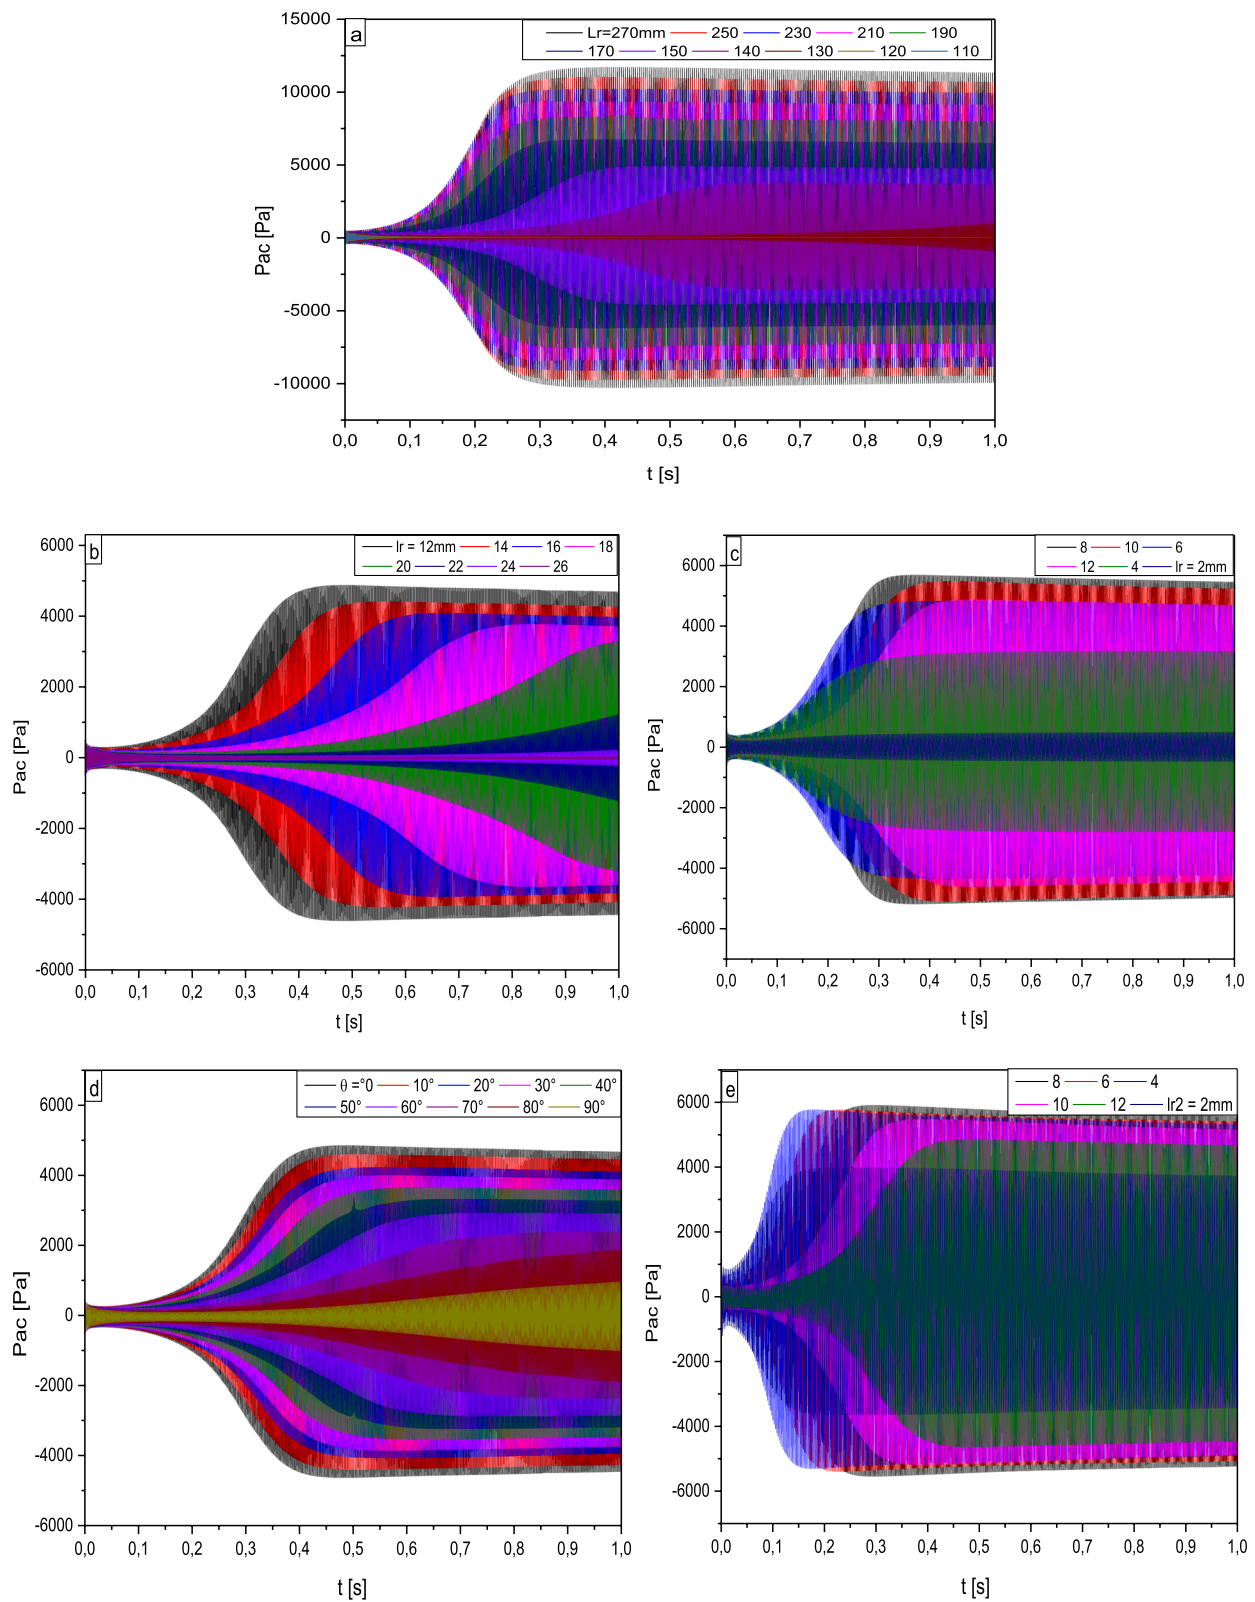 a
Lr=270mm 250 230 210 190
170 150 140 130 120 110
15000
10000
5000
0
-5000
-10000
Pac [Pa]
0,0 0,1 0,2 0,3 0,4 0,5 0,6 0,7 0,8 0,9 1,0
t [s]
b
lr = 12mm 14 16 18
20 22 24 26
6000
4000
2000
0
-2000
-4000
-6000
Pac [Pa]
0,0 0,1 0,2 0,3 0,4 0,5 0,6 0,7 0,8 0,9 1,0
t [s]
c
8 10 6
12 4 lr = 2mm
6000
4000
2000
0
-2000
-4000
-6000
Pac [Pa]
0,0 0,1 0,2 0,3 0,4 0,5 0,6 0,7 0,8 0,9 1,0
t [s]
d
θ =°0 10° 20° 30° 40°
50° 60° 70° 80° 90°
6000
4000
2000
0
-2000
-4000
-6000
Pac [Pa]
0,0 0,1 0,2 0,3 0,4 0,5 0,6 0,7 0,8 0,9 1,0
t [s]
e
8 6 4
10 12 lr2 = 2mm
6000
4000
2000
0
-2000
-4000
-6000
Pac [Pa]
0,0 0,1 0,2 0,3 0,4 0,5 0,6 0,7 0,8 0,9 1,0
t [s]